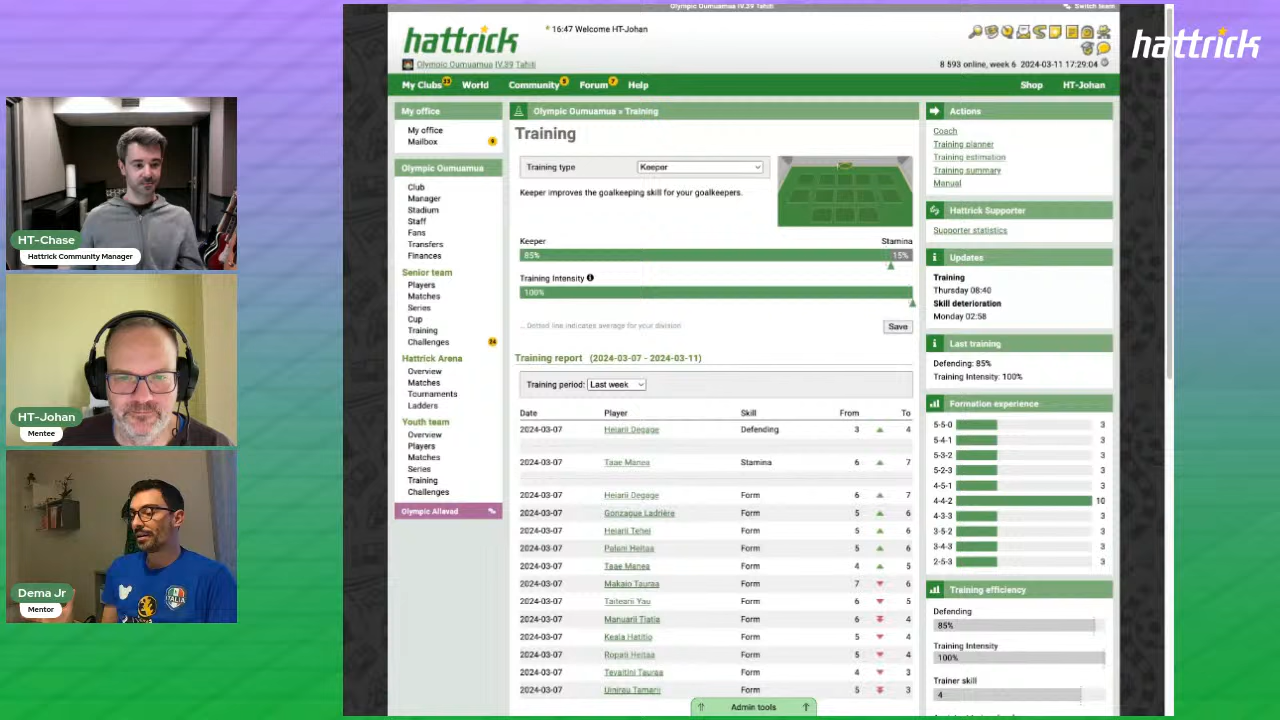 Olympic Oumuamua IV.39 Tahiti
Switch team
hattrick
* 16:47 Welcome HT-Johan
Olympic Oumuamua IV.39 Tahiti
8 593 online, week 6 2024-03-11 17:29:04
hattrick
My Clubs World Community Forum Help Shop HT-Johan
My office
My office
Mailbox
Olympic Oumuamua
Club
Manager
Stadium
Staff
Fans
Transfers
Finances
Senior team
Players
Matches
Series
Cup
Training
Challenges
Hattrick Arena
Overview
Matches
Tournaments
Ladders
Youth team
Overview
Players
Matches
Series
Training
Challenges
Olympic Allevad
Olympic Oumuamua » Training
Training
Training type Keeper
Keeper improves the goalkeeping skill for your goalkeepers.
Keeper Stamina
85% 15%
Training Intensity
100%
... Dotted line indicates average for your division
Save
Training report (2024-03-07 - 2024-03-11)
Training period: Last week
Date Player Skill From To
2024-03-07 Heiarii Degage Defending 3 4
2024-03-07 Taae Manea Stamina 6 7
2024-03-07 Heiarii Degage Form 6 7
2024-03-07 Gonzague Ladrière Form 5 6
2024-03-07 Heiarii Tehei Form 5 6
2024-03-07 Palani Heitaa Form 5 6
2024-03-07 Taae Manea Form 4 5
2024-03-07 Makaio Tauraa Form 7 6
2024-03-07 Taitearii Yau Form 6 5
2024-03-07 Manuarii Tiatia Form 6 4
2024-03-07 Keala Hatitio Form 5 4
2024-03-07 Ropati Heitaa Form 5 4
2024-03-07 Tevaitini Tauraa Form 4 3
2024-03-07 Uinirau Tamarii Form 5 3
Admin tools
Actions
Coach
Training planner
Training estimation
Training summary
Manual
Hattrick Supporter
Supporter statistics
Updates
Training
Thursday 08:40
Skill deterioration
Monday 02:58
Last training
Defending: 85%
Training Intensity: 100%
Formation experience
5-5-0 3
5-4-1 3
5-3-2 3
5-2-3 3
4-5-1 3
4-4-2 10
4-3-3 3
3-5-2 3
3-4-3 3
2-5-3 3
Training efficiency
Defending
85%
Training Intensity
100%
Trainer skill
4
HT-Chase
Hattrick Community Manager
HT-Johan
Mentee
Dema Jr
Mentor
ITALIA